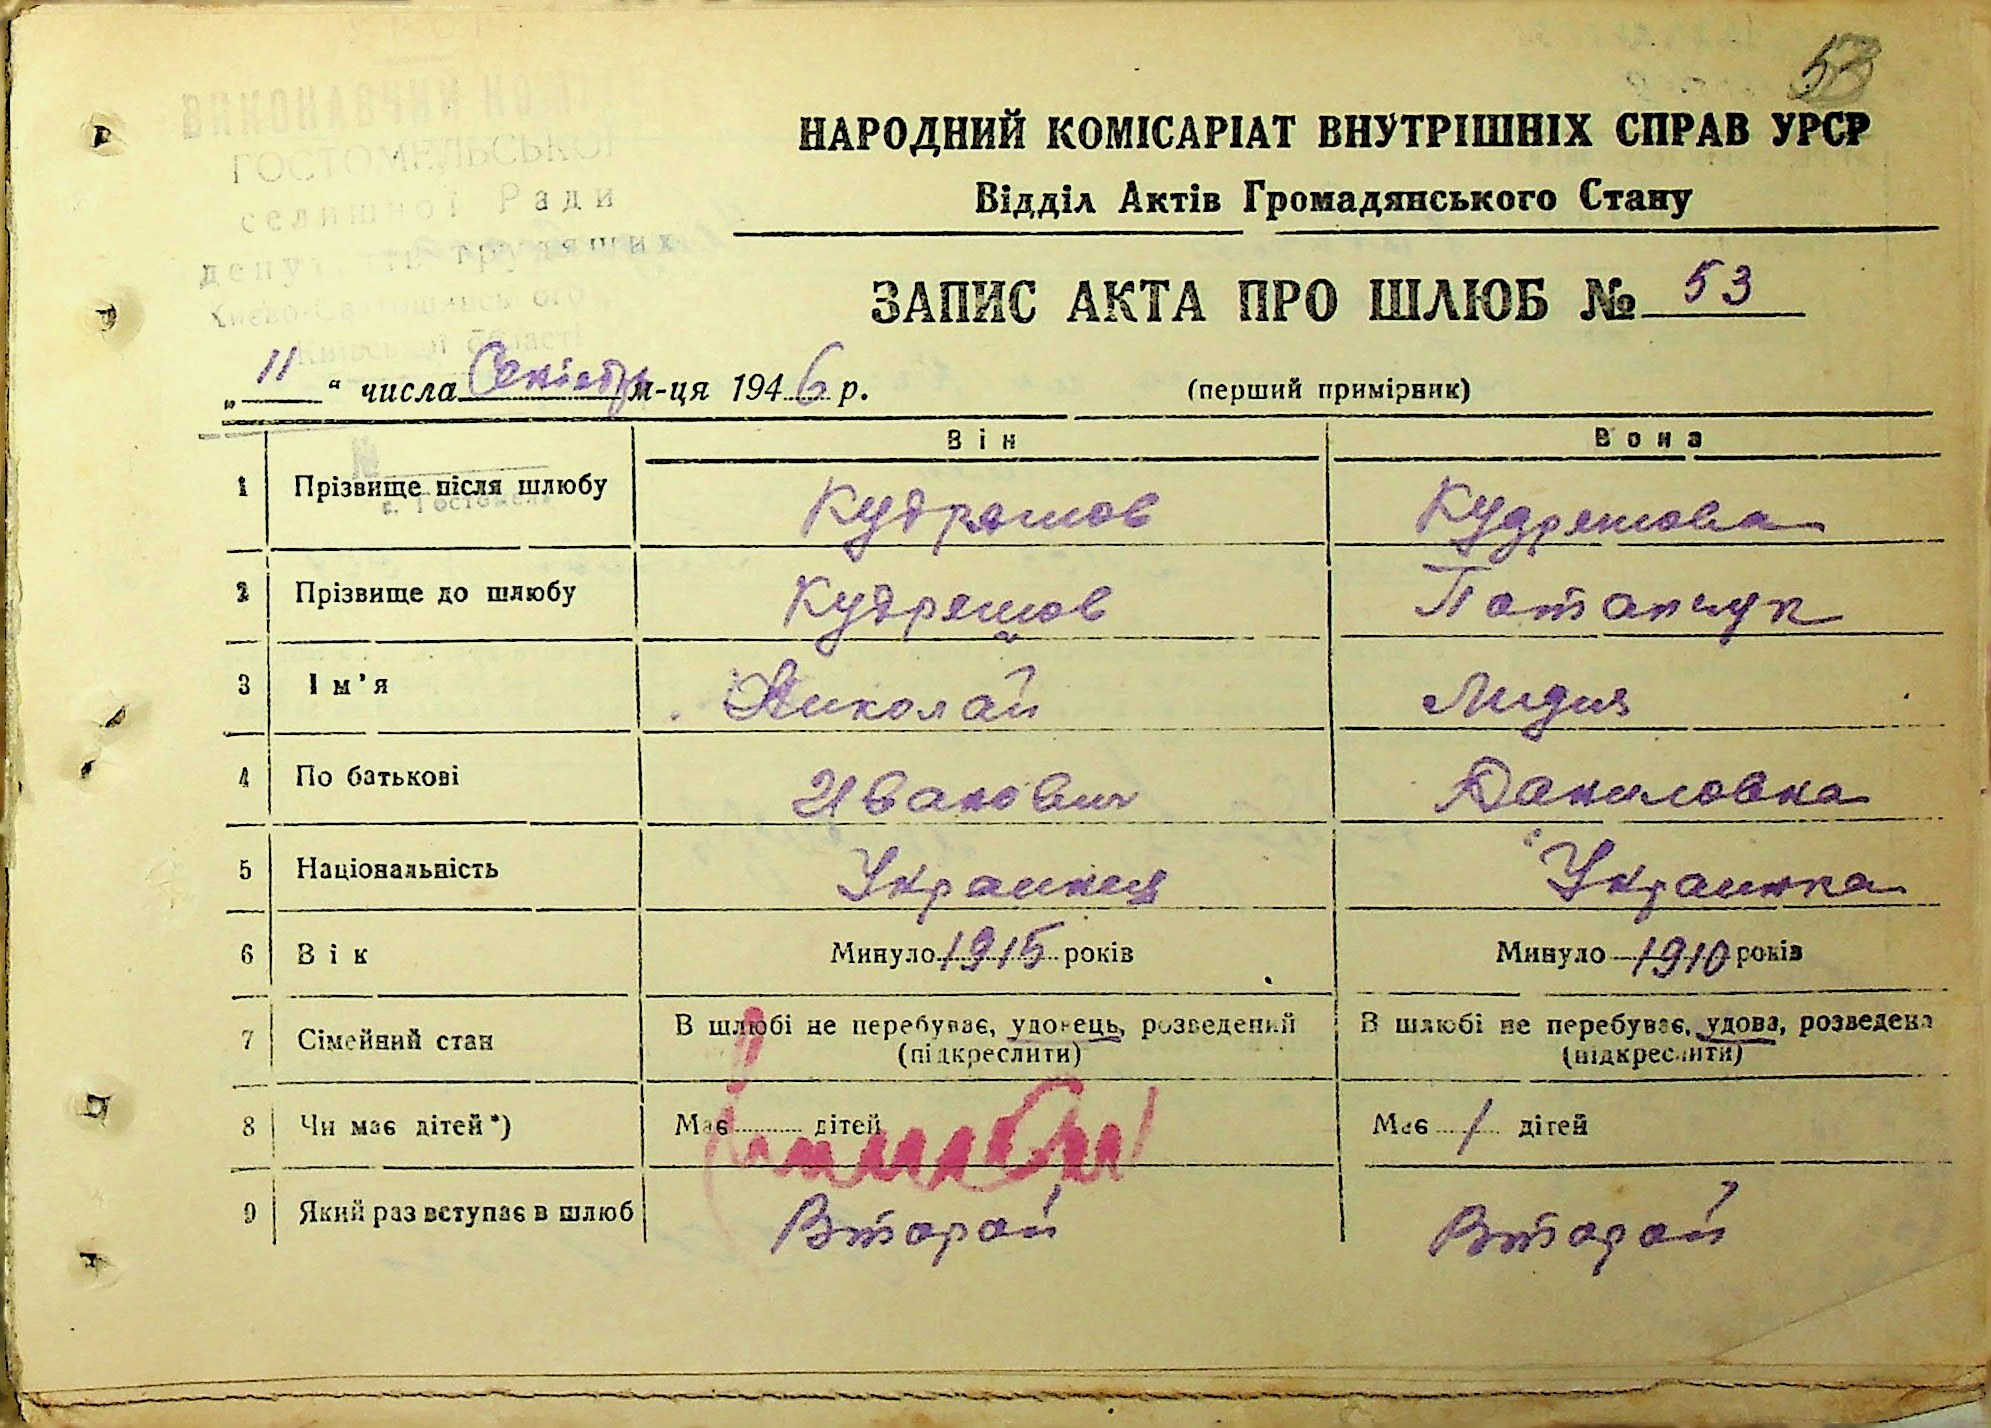 53
ВИКОНАВЧИЙ КОМІТЕТ
ГОСТОМЕЛЬСЬКОЇ
селишної Ради
депутатів трудящих
Києво-Святошинського
Київської області
НАРОДНИЙ КОМІСАРІАТ ВНУТРІШНІХ СПРАВ УРСР
Відділ Актів Громадянського Стану
ЗАПИС АКТА ПРО ШЛЮБ № 53
„11“ числа Сентябр м-ця 1946 р. (перший примірник)
№
с. Гостомель
Він Вона
1 Прізвище після шлюбу Кудряшов Кудряшова
2 Прізвище до шлюбу Кудряшов Потапчук
3 Ім'я Николай Лидия
4 По батькові Иванович Даниловна
5 Національність Украинец Украинка
6 Вік Минуло 1915 років Минуло 1910 років
7 Сімейний стан В шлюбі не перебуває, удовець, розведений В шлюбі не перебуває, удова, розведена
(підкреслити) (підкреслити)
8 Чи має дітей*) Має дітей Має 1 дітей
9 Який раз вступає в шлюб Второй Второй